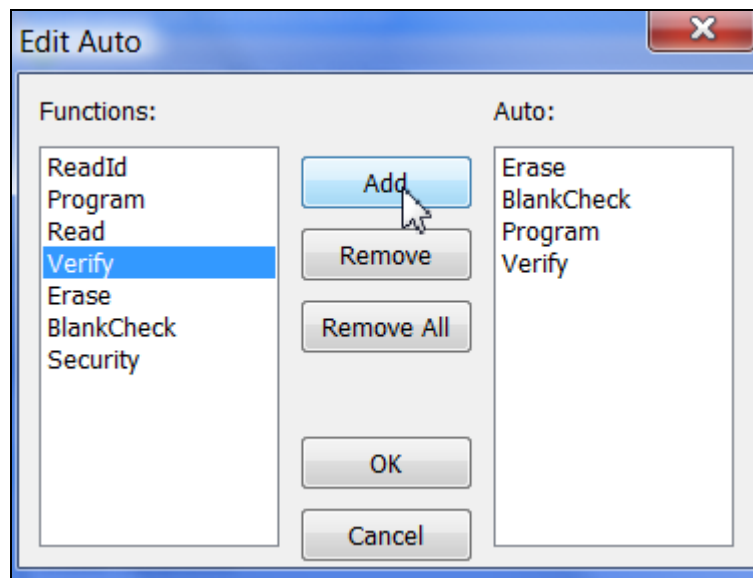 Edit Auto
Functions:
ReadId
Program
Read
Verify
Erase
BlankCheck
Security
Add
Remove
Remove All
OK
Cancel
Auto:
Erase
BlankCheck
Program
Verify